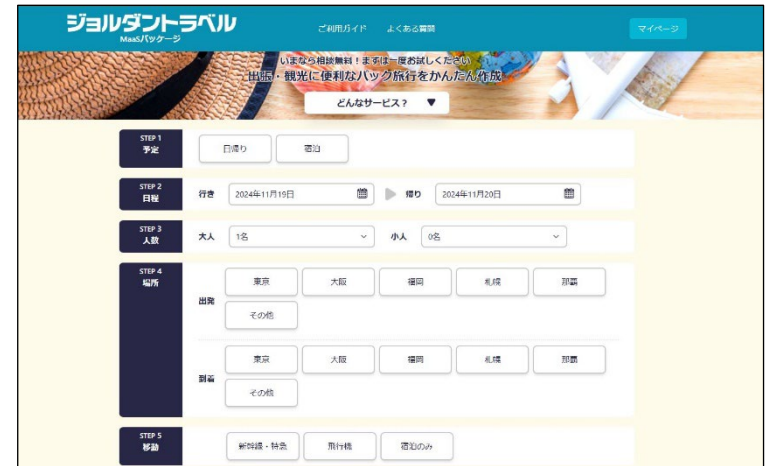 ジョルダントラベル
MaaSパッケージ
ご利用ガイド よくある質問
マイページ
いまなら相談無料！まずは一度お試しください
出張・観光に便利なパック旅行をかんたん作成
どんなサービス？ ▼
STEP 1
予定
日帰り 宿泊
STEP 2
日程
行き 2024年11月19日 帰り 2024年11月20日
STEP 3
人数
大人 1名 小人 0名
STEP 4
場所
出発
東京 大阪 福岡 札幌 那覇
その他
到着
東京 大阪 福岡 札幌 那覇
その他
STEP 5
移動
新幹線・特急 飛行機 宿泊のみ